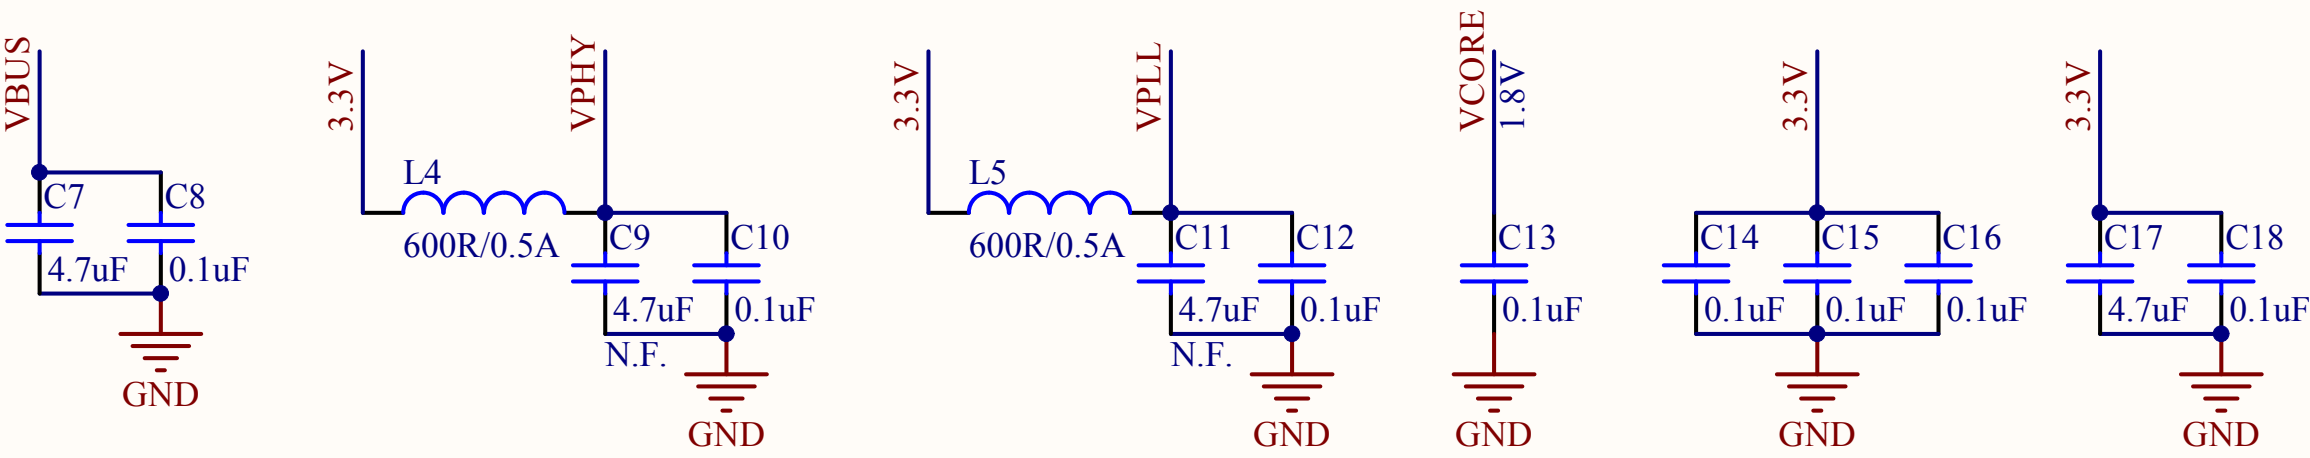 VBUS
C7
C8
4.7uF
0.1uF
GND
3.3V
VPHY
L4
600R/0.5A
C9
C10
4.7uF
0.1uF
N.F.
GND
3.3V
VPLL
L5
600R/0.5A
C11
C12
4.7uF
0.1uF
N.F.
GND
VCORE
1.8V
C13
0.1uF
GND
3.3V
C14
C15
C16
0.1uF
0.1uF
0.1uF
GND
3.3V
C17
C18
4.7uF
0.1uF
GND